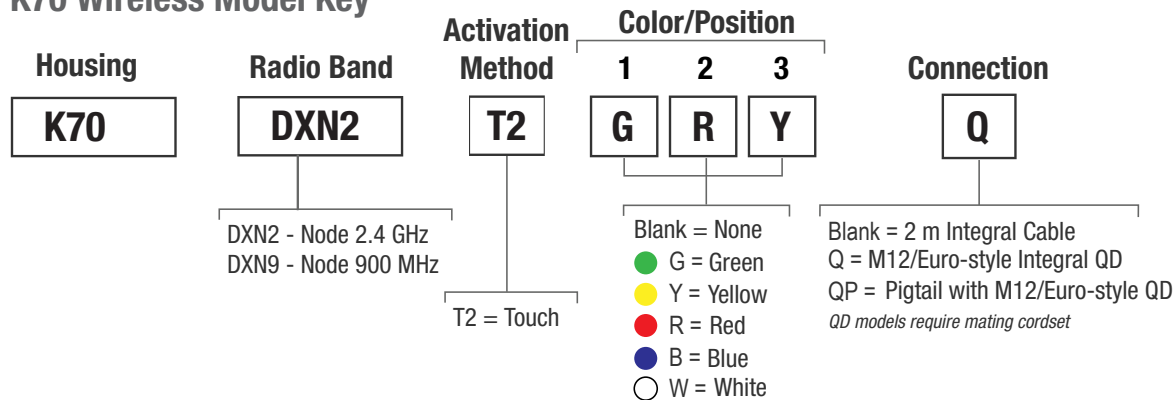 K70 Wireless Model Key
Housing
Radio Band
Activation
Method
Color/Position
1 2 3
Connection
K70
DXN2
T2
G R Y
Q
DXN2 - Node 2.4 GHz
DXN9 - Node 900 MHz
T2 = Touch
Blank = None
G = Green
Y = Yellow
R = Red
B = Blue
W = White
Blank = 2 m Integral Cable
Q = M12/Euro-style Integral QD
QP = Pigtail with M12/Euro-style QD
QD models require mating cordset